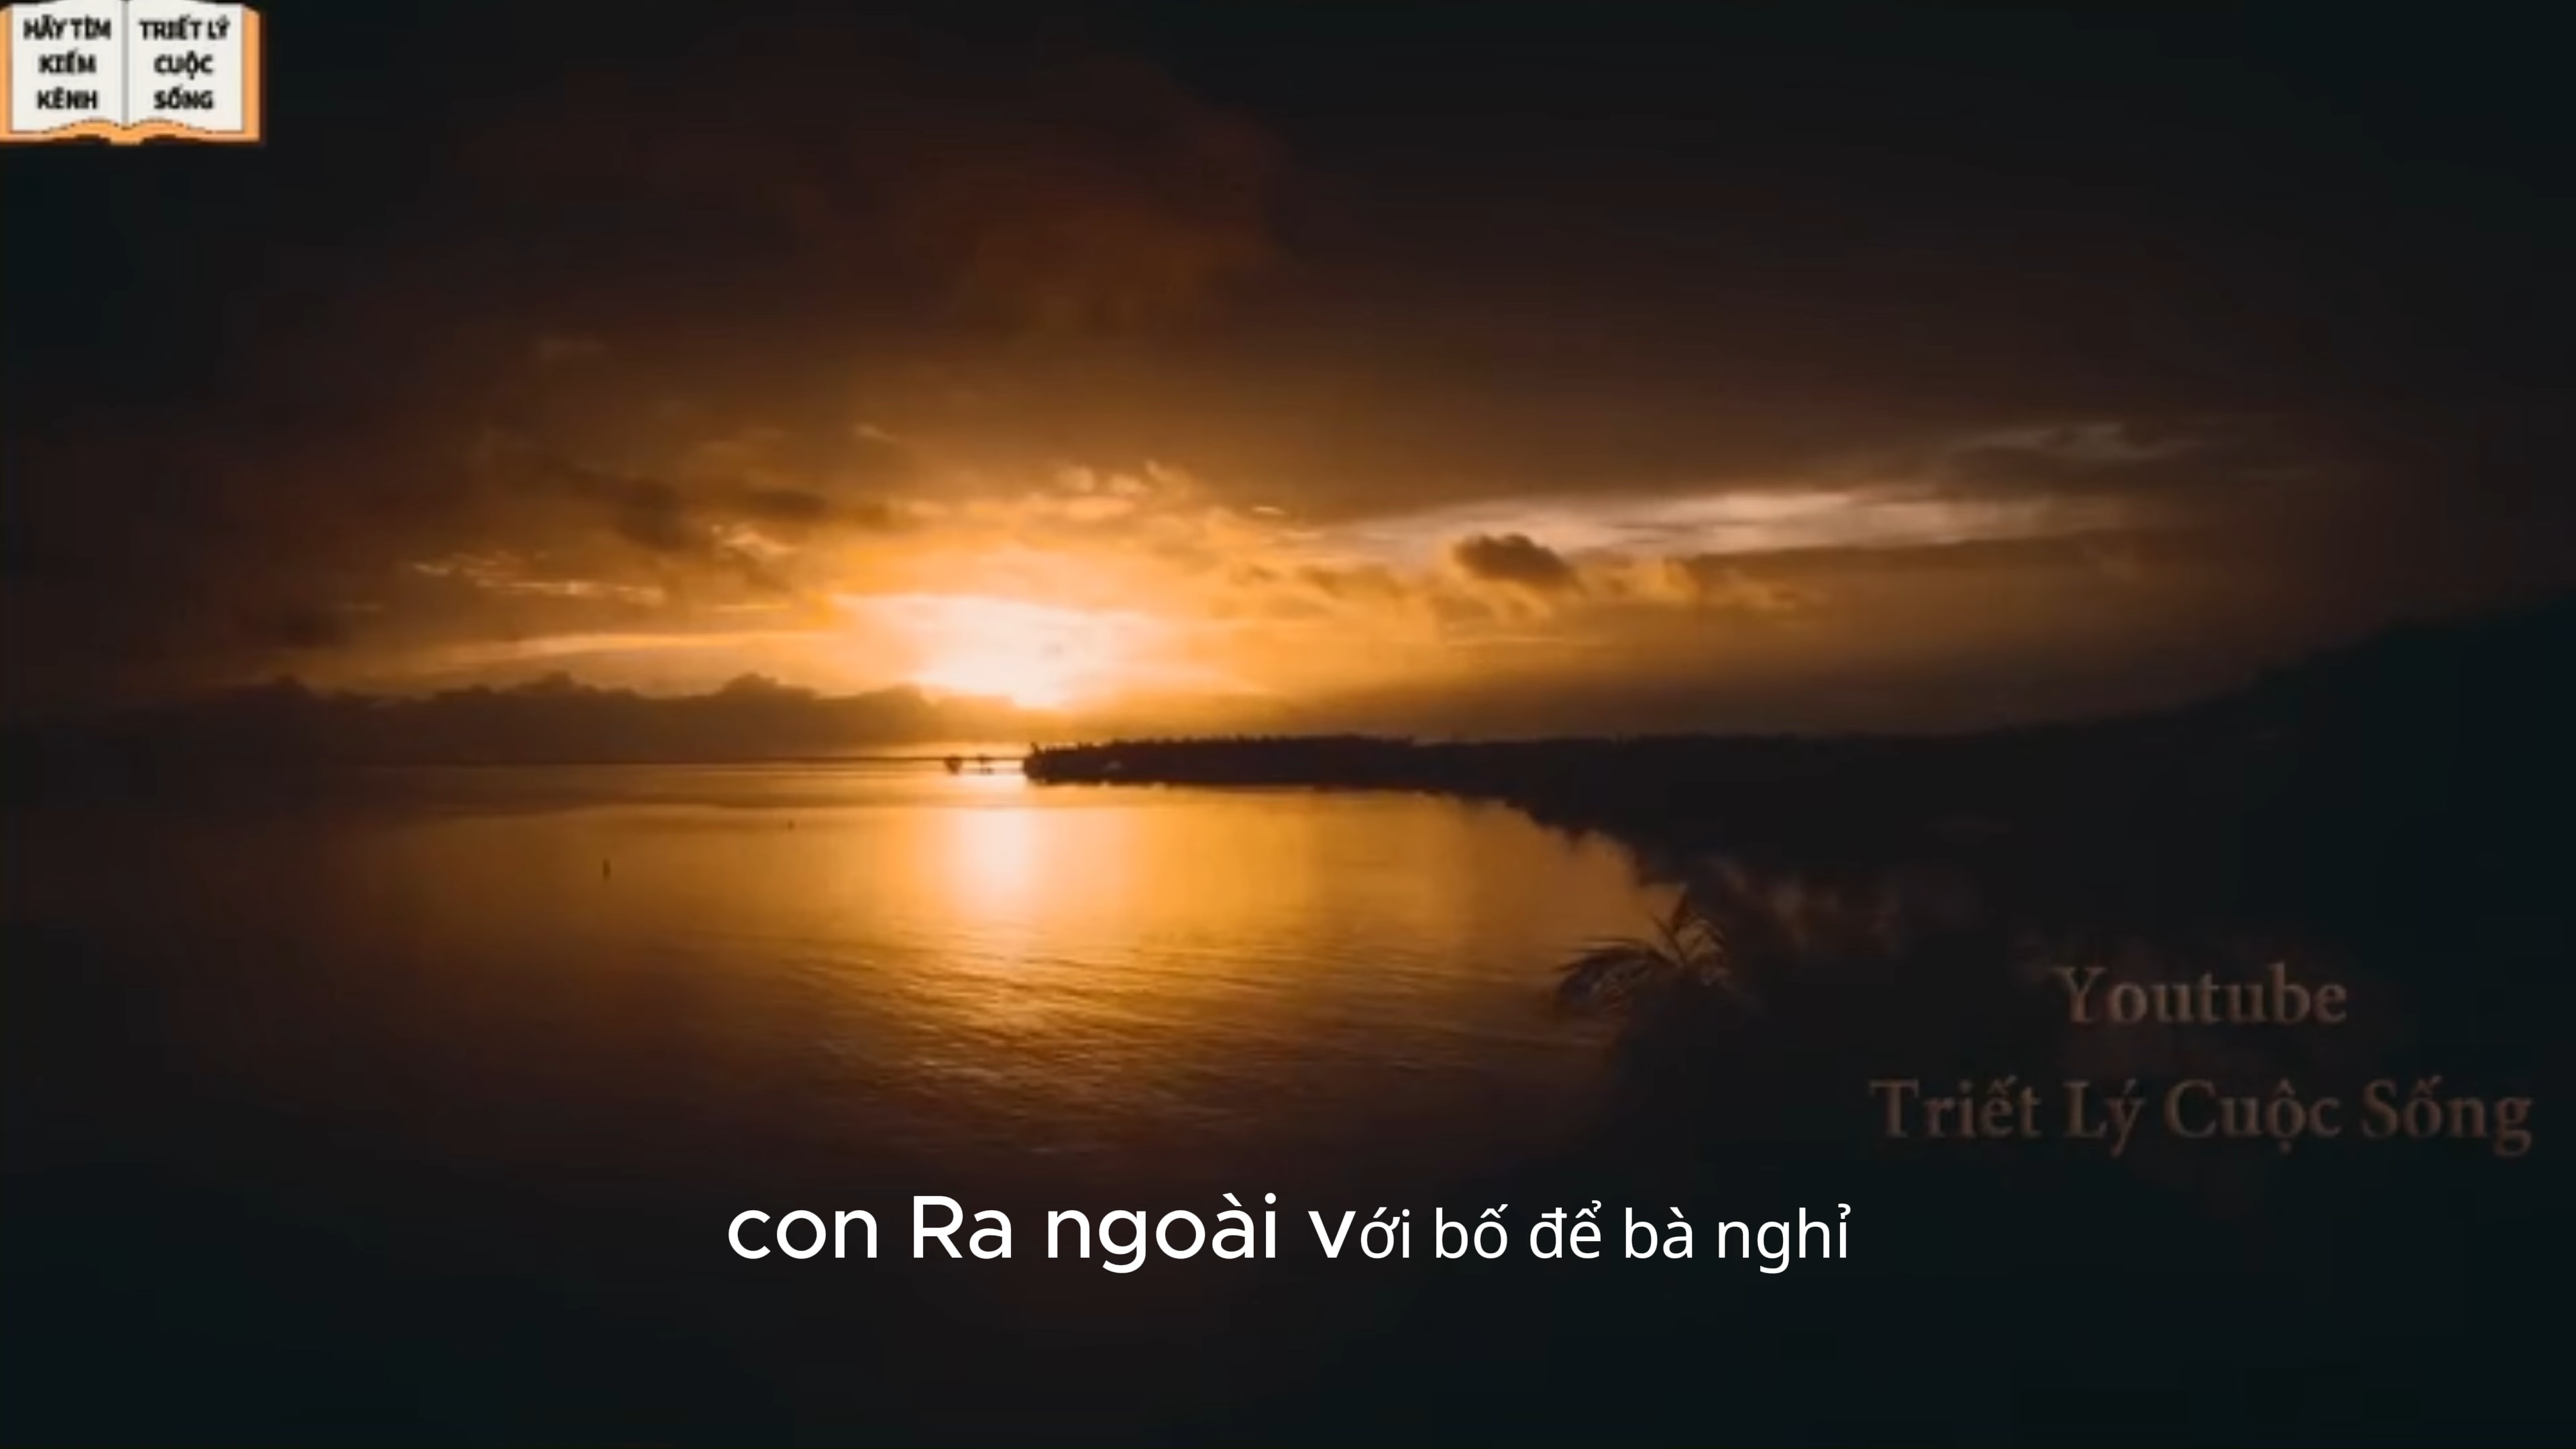 HÃY TÌM
KIẾM
KÊNH
TRIẾT LÝ
CUỘC
SỐNG
Youtube
Triết Lý Cuộc Sống
con Ra ngoài với bố để bà nghỉ